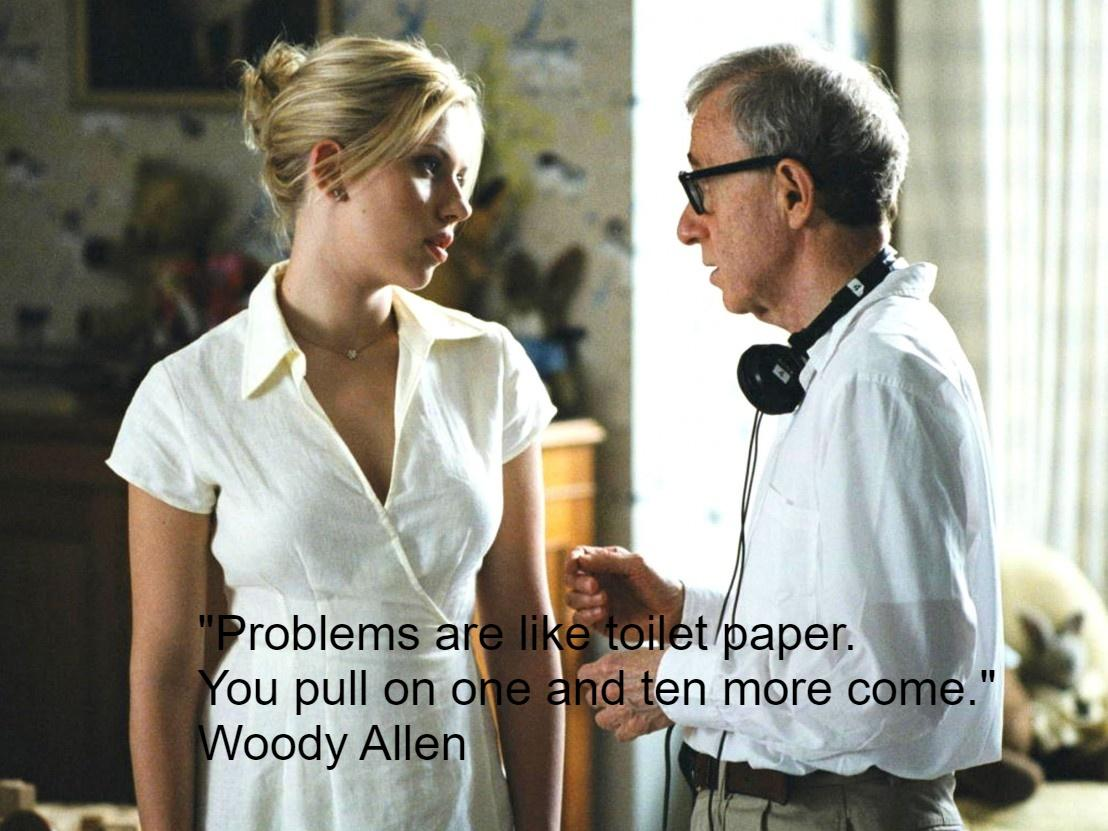 "Problems are like toilet paper.
You pull on one and ten more come."
Woody Allen